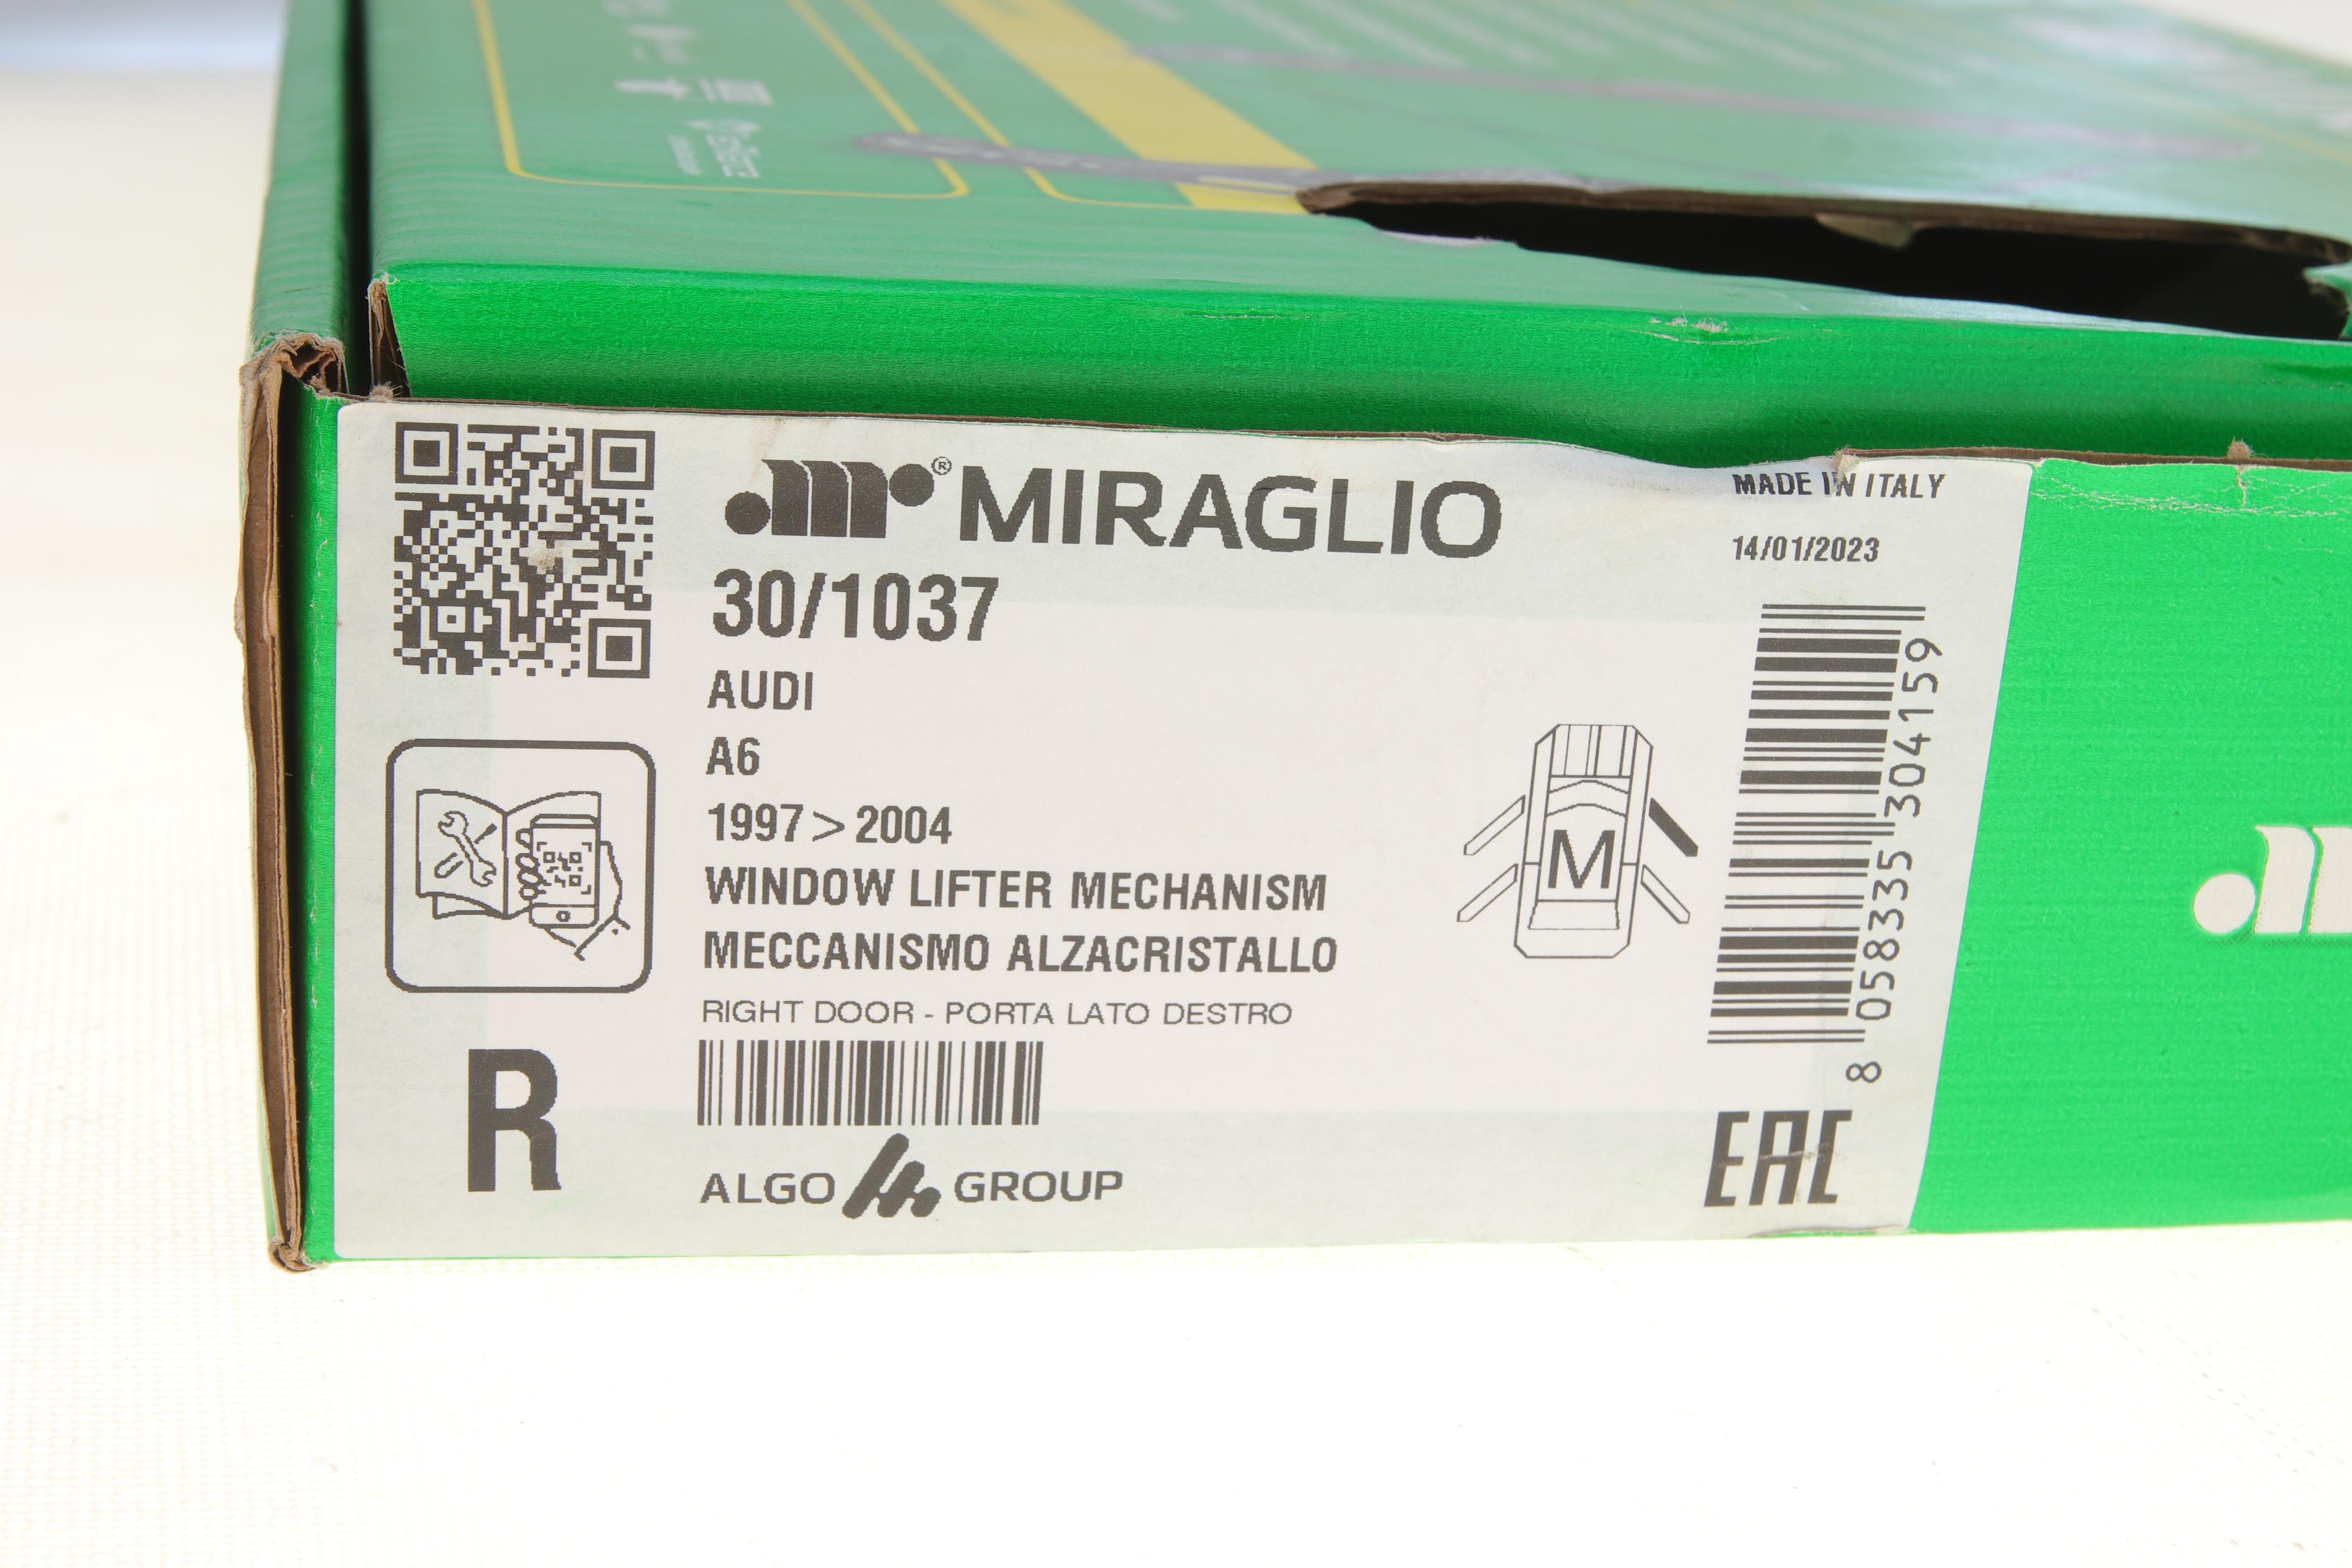 ® MIRAGLIO
MADE IN ITALY
14/01/2023
30/1037
AUDI
A6
1997 > 2004
WINDOW LIFTER MECHANISM
MECCANISMO ALZACRISTALLO
RIGHT DOOR - PORTA LATO DESTRO
M
8 058335 304159
R
ALGO GROUP
EAC